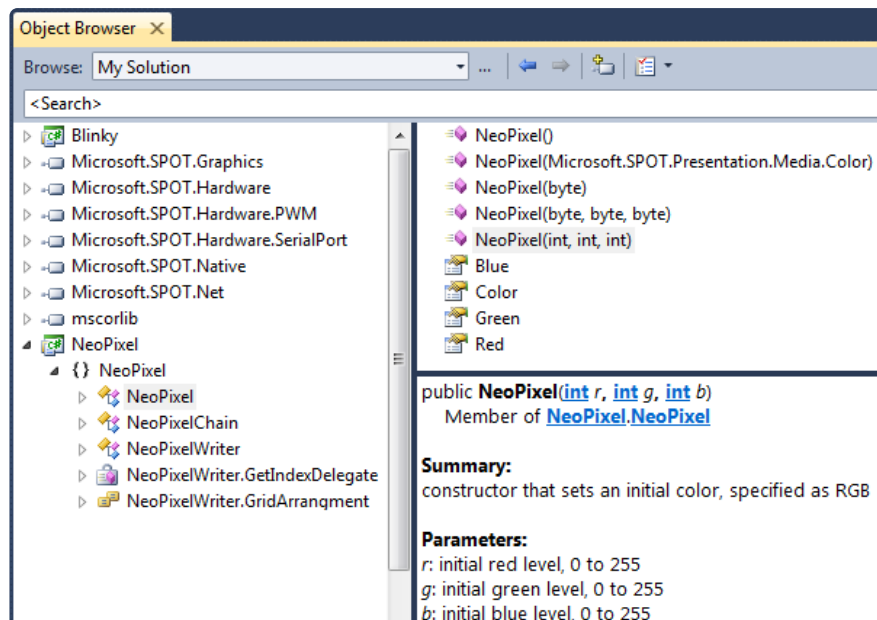 Object Browser
Browse: My Solution ...
<Search>
Blinky
Microsoft.SPOT.Graphics
Microsoft.SPOT.Hardware
Microsoft.SPOT.Hardware.PWM
Microsoft.SPOT.Hardware.SerialPort
Microsoft.SPOT.Native
Microsoft.SPOT.Net
mscorlib
C# NeoPixel
{} NeoPixel
NeoPixel
NeoPixelChain
NeoPixelWriter
NeoPixelWriter.GetIndexDelegate
NeoPixelWriter.GridArrangment
NeoPixel()
NeoPixel(Microsoft.SPOT.Presentation.Media.Color)
NeoPixel(byte)
NeoPixel(byte, byte, byte)
NeoPixel(int, int, int)
Blue
Color
Green
Red
public NeoPixel(int r, int g, int b)
Member of NeoPixel.NeoPixel
Summary:
constructor that sets an initial color, specified as RGB
Parameters:
r: initial red level, 0 to 255
g: initial green level, 0 to 255
b: initial blue level, 0 to 255